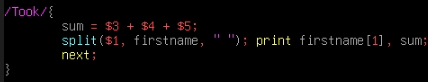 /Took/{
sum = $3 + $4 + $5;
split($1, firstname, " "); print firstname[1], sum;
next;
}